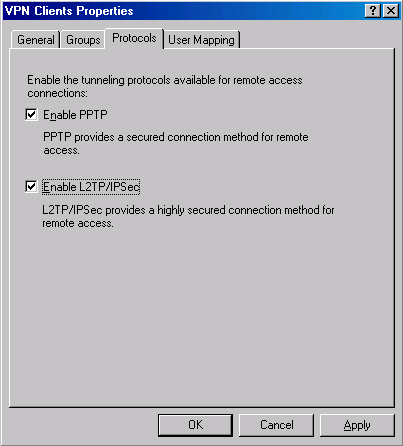 VPN Clients Properties
General Groups Protocols User Mapping
Enable the tunneling protocols available for remote access
connections:
Enable PPTP
PPTP provides a secured connection method for remote
access.
Enable L2TP/IPSec
L2TP/IPSec provides a highly secured connection method for
remote access.
OK Cancel Apply